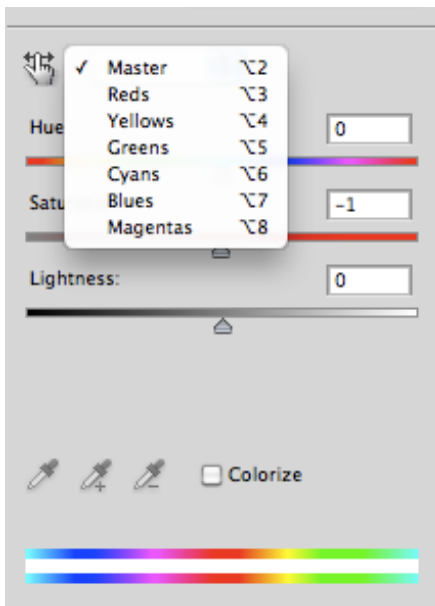 ✓ Master ⌥2
Reds ⌥3
Hue
Yellows ⌥4
0
Greens ⌥5
Cyans ⌥6
Satu
Blues ⌥7
-1
Magentas ⌥8
Lightness:
0
Colorize